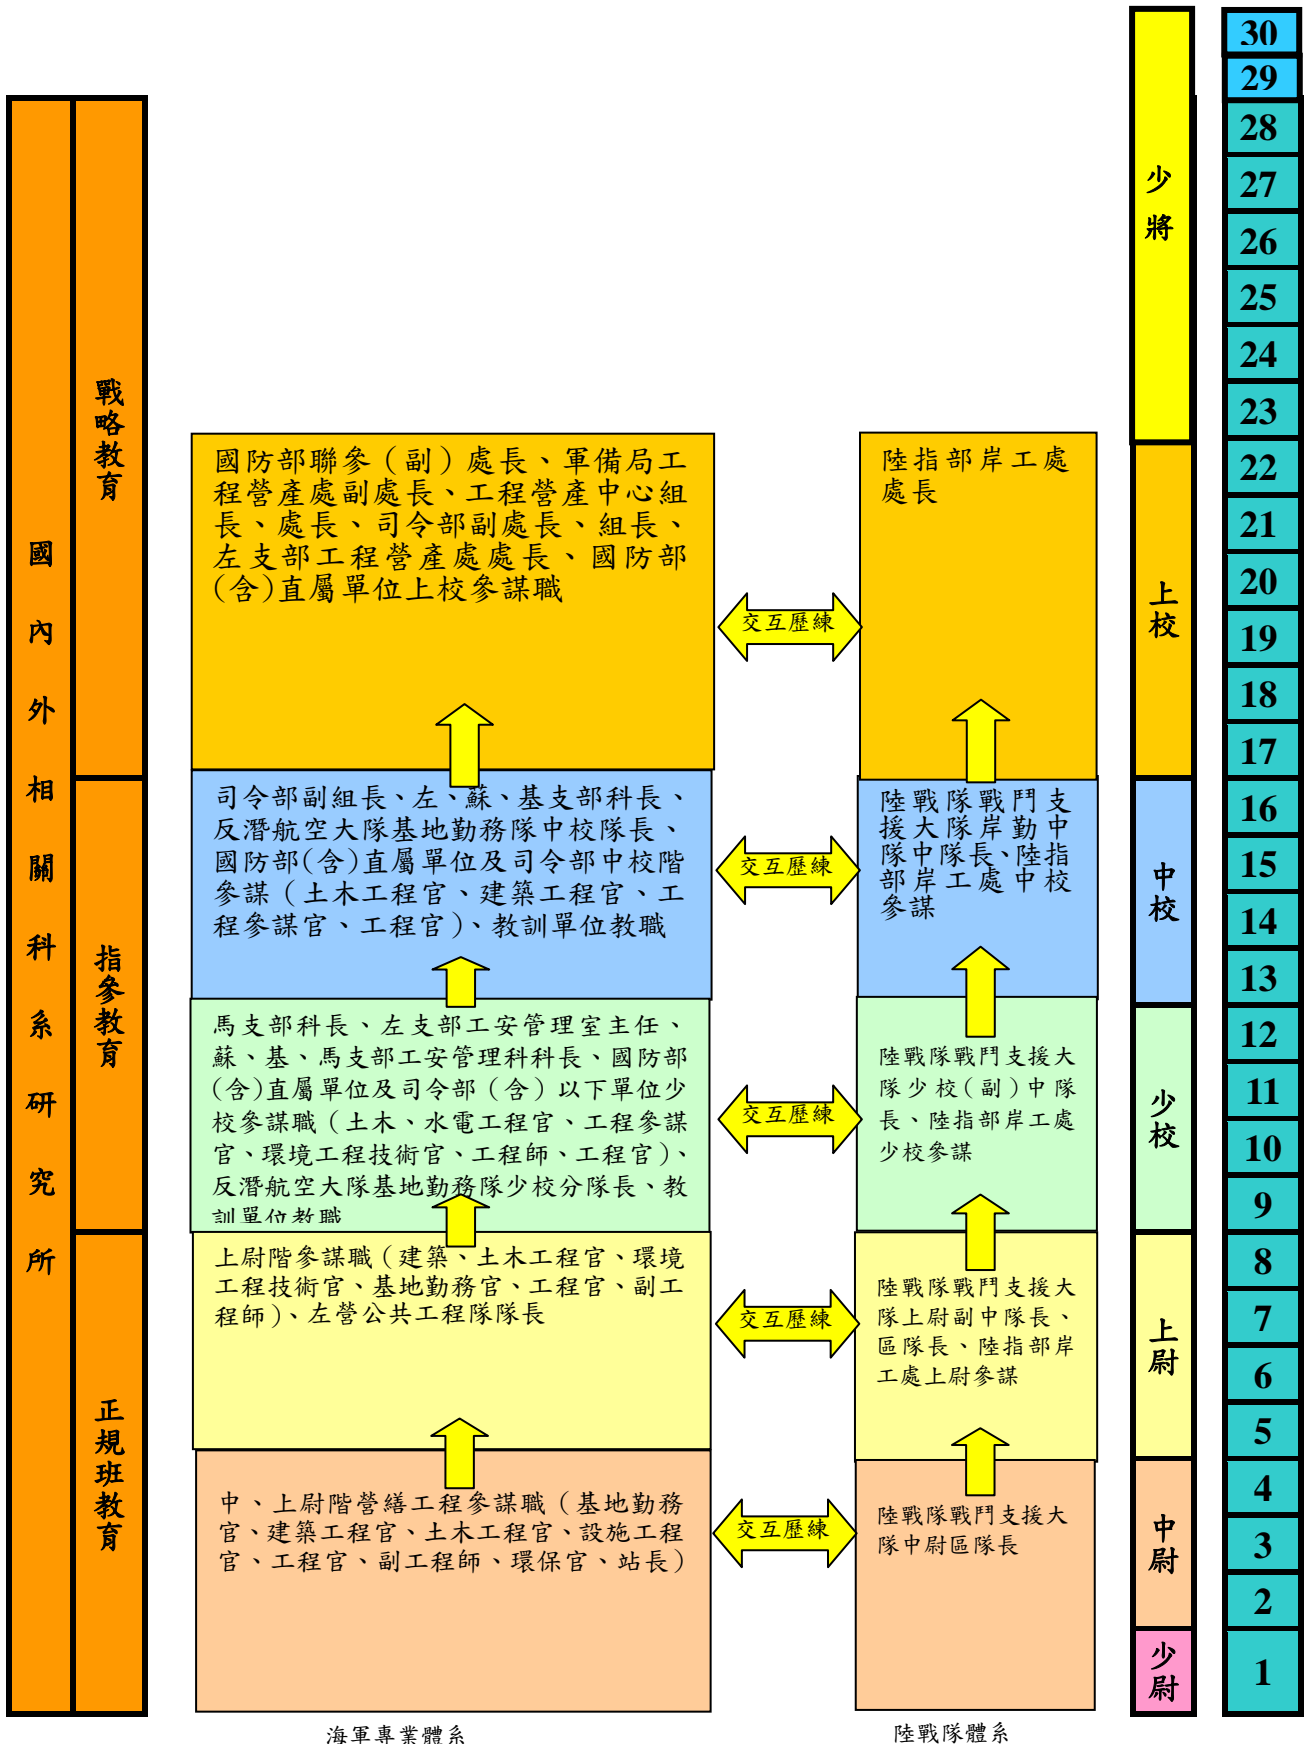 國內外相關科系研究所
戰略教育
指參教育
正規班教育
國防部聯參（副）處長、軍備局工
程營產處副處長、工程營產中心組
長、處長、司令部副處長、組長、
左支部工程營產處處長、國防部
(含)直屬單位上校參謀職
司令部副組長、左、蘇、基支部科長、
反潛航空大隊基地勤務隊中校隊長、
國防部(含)直屬單位及司令部中校階
參謀（土木工程官、建築工程官、工
程參謀官、工程官）、教訓單位教職
馬支部科長、左支部工安管理室主任、
蘇、基、馬支部工安管理科科長、國防部
(含)直屬單位及司令部（含）以下單位少
校參謀職（土木、水電工程官、工程參謀
官、環境工程技術官、工程師、工程官）、
反潛航空大隊基地勤務隊少校分隊長、教
訓單位教職
上尉階參謀職（建築、土木工程官、環境
工程技術官、基地勤務官、工程官、副工
程師）、左營公共工程隊隊長
中、上尉階營繕工程參謀職（基地勤務
官、建築工程官、土木工程官、設施工程
官、工程官、副工程師、環保官、站長）
海軍專業體系
交互歷練
交互歷練
交互歷練
交互歷練
交互歷練
陸指部岸工處
處長
陸戰隊戰鬥支
援大隊岸勤中
隊中隊長、陸指
部岸工處中校
參謀
陸戰隊戰鬥支援大
隊少校(副)中隊
長、陸指部岸工處
少校參謀
陸戰隊戰鬥支援大
隊上尉副中隊長、
區隊長、陸指部岸
工處上尉參謀
陸戰隊戰鬥支援大
隊中尉區隊長
陸戰隊體系
少將
上校
中校
少校
上尉
中尉
少尉
30
29
28
27
26
25
24
23
22
21
20
19
18
17
16
15
14
13
12
11
10
9
8
7
6
5
4
3
2
1